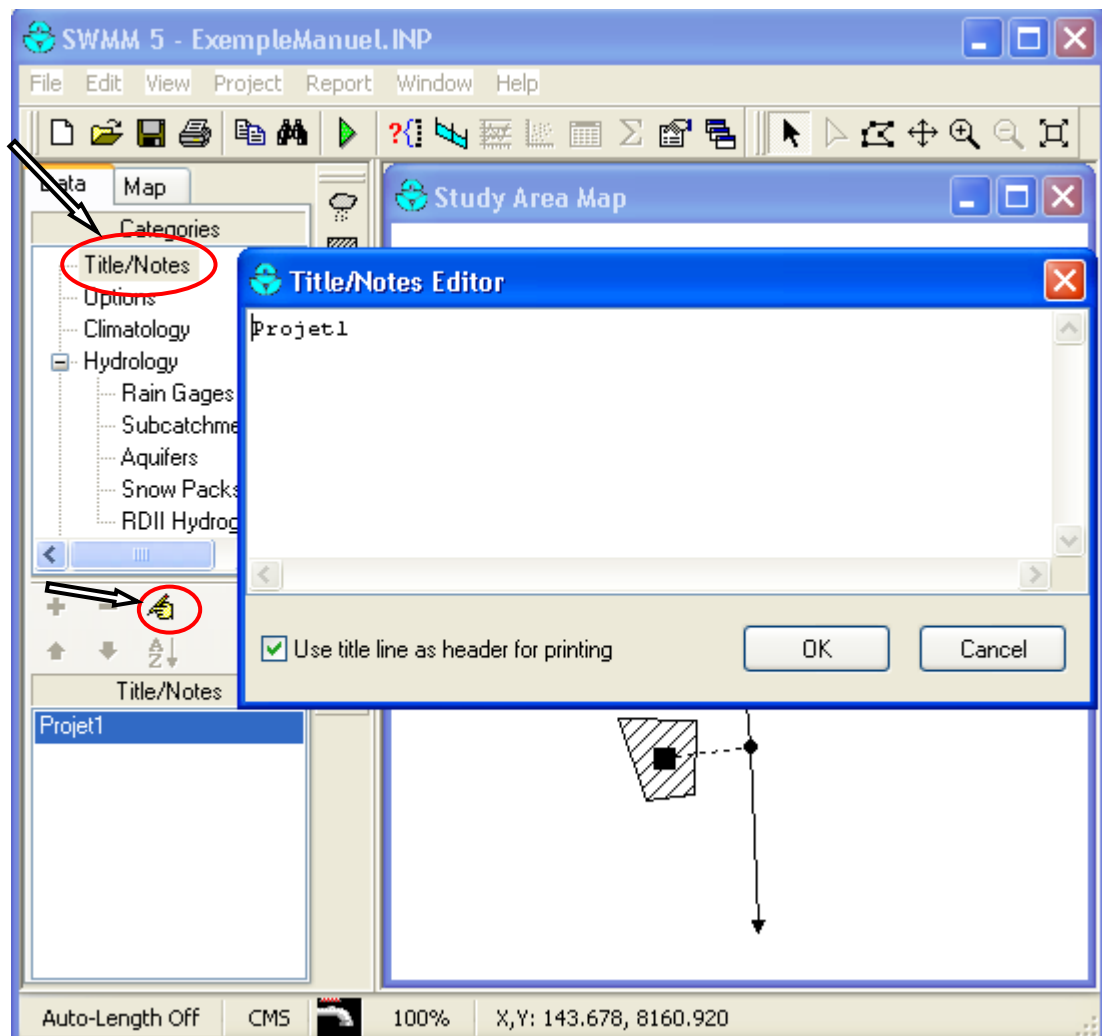 SWMM 5 - ExempleManuel.INP
File Edit View Project Report Window Help
Data Map
Study Area Map
Categories
Title/Notes
Options
Climatology
Hydrology
Rain Gages
Subcatchme
Aquifers
Snow Packs
RDII Hydrog
Title/Notes Editor
Projet1
Use title line as header for printing
OK Cancel
Title/Notes
Projet1
Auto-Length Off CMS 100% X,Y: 143.678, 8160.920